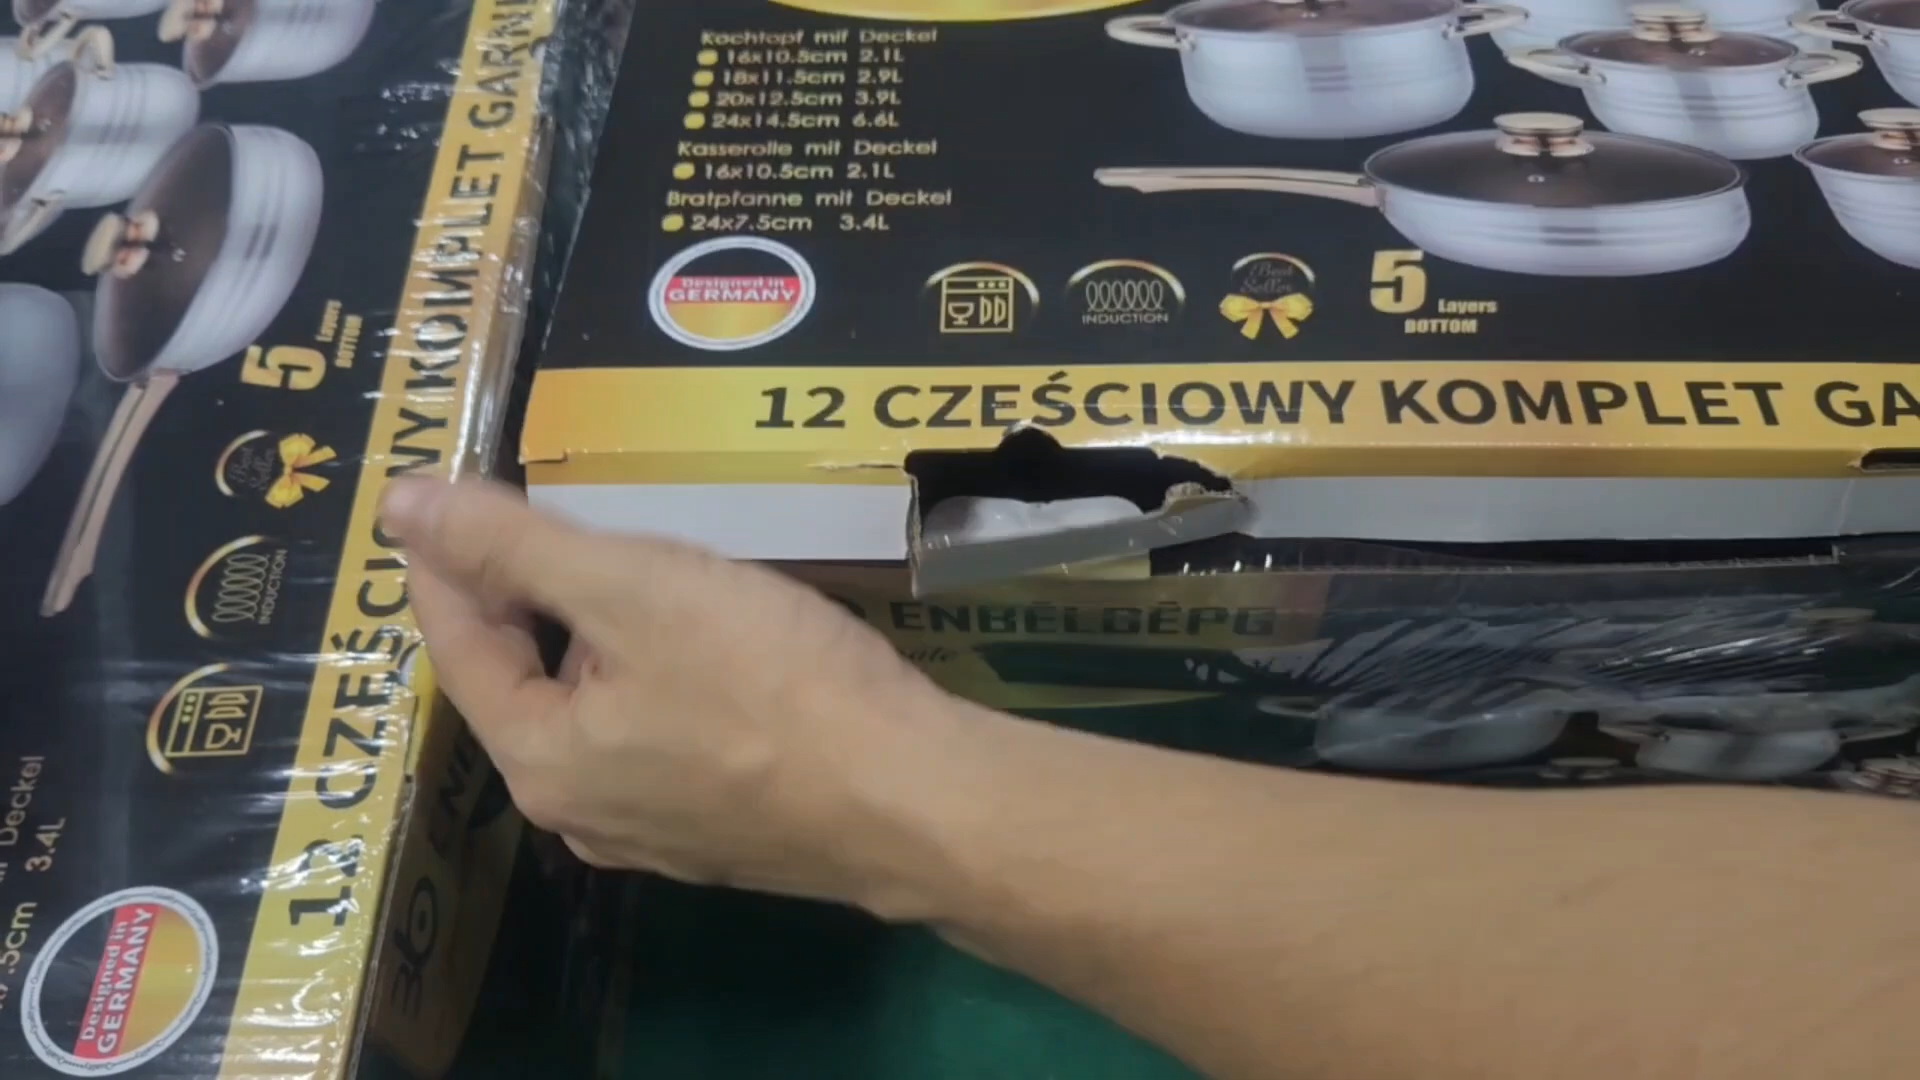 Kochtopf mit Deckel
16x10.5cm 2.1L
18x11.5cm 2.9L
20x12.5cm 3.9L
24x14.5cm 6.6L
Kasserolle mit Deckel
16x10.5cm 2.1L
Bratpfanne mit Deckel
24x7.5cm 3.4L
Designed in
GERMANY
INDUCTION
Best
Seller
5 Layers
BOTTOM
12 CZEŚCIOWY KOMPLET GA
ENBELGEPG
5 Layers
BOTTOM
INDUCTION
Deckel
.5cm 3.4L
Designed in
GERMANY
12 CZEŚCIOWY KOMPLET GARN